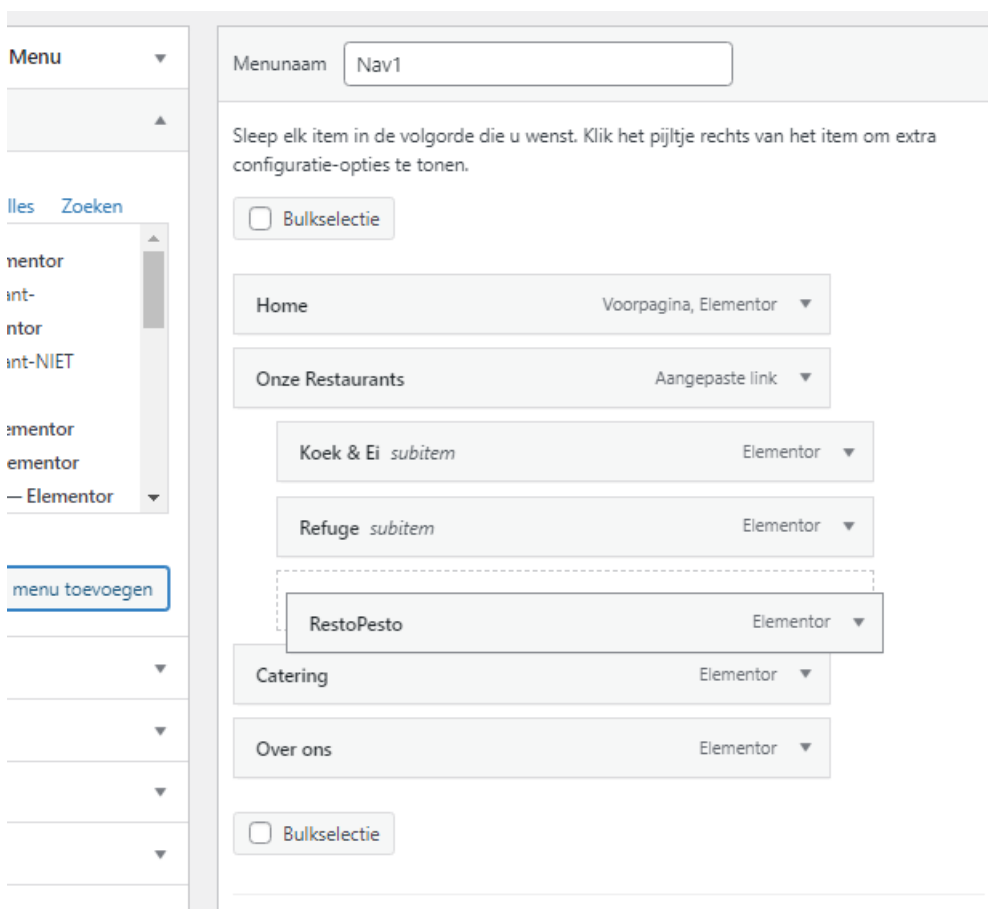 Menu
lles Zoeken
mentor
ant-
ntor
ant-NIET
ementor
ementor
— Elementor
menu toevoegen
Menunaam Nav1
Sleep elk item in de volgorde die u wenst. Klik het pijltje rechts van het item om extra
configuratie-opties te tonen.
Bulkselectie
Home Voorpagina, Elementor
Onze Restaurants Aangepaste link
Koek & Ei subitem Elementor
Refuge subitem Elementor
RestoPesto Elementor
Catering Elementor
Over ons Elementor
Bulkselectie